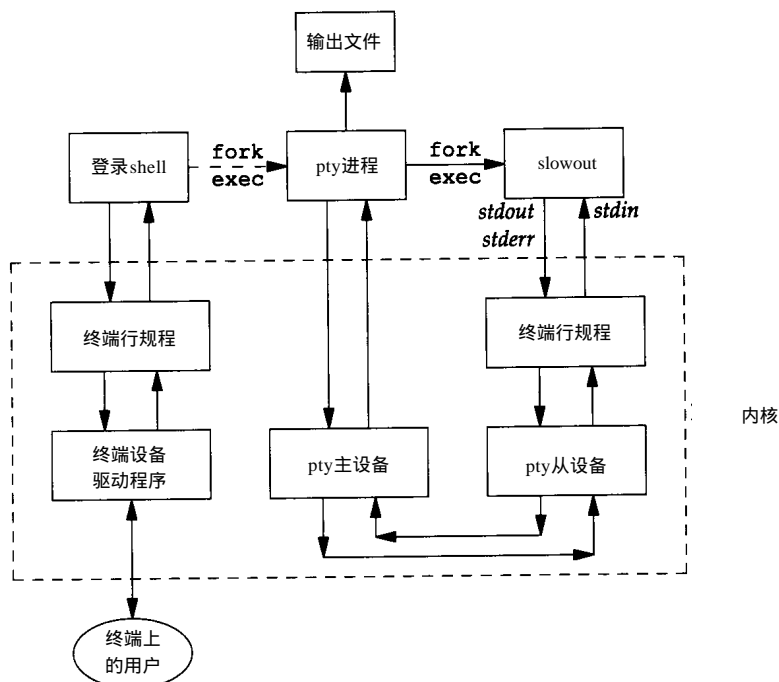 输出文件
登录shell
fork
exec
pty进程
fork
exec
slowout
stdout
stderr
stdin
终端行规程
终端行规程
内核
终端设备
驱动程序
pty主设备
pty从设备
终端上
的用户